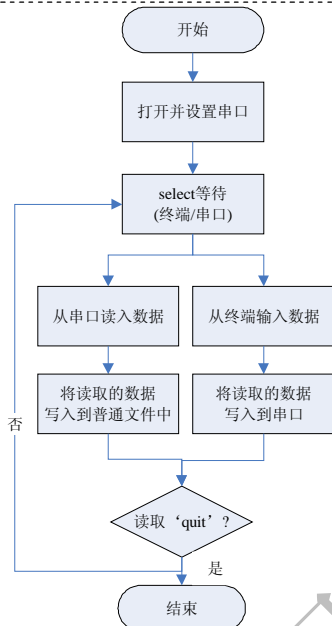 开始
打开并设置串口
select等待
(终端/串口)
从串口读入数据
从终端输入数据
将读取的数据
写入到普通文件中
将读取的数据
写入到串口
否
读取‘quit’?
是
结束